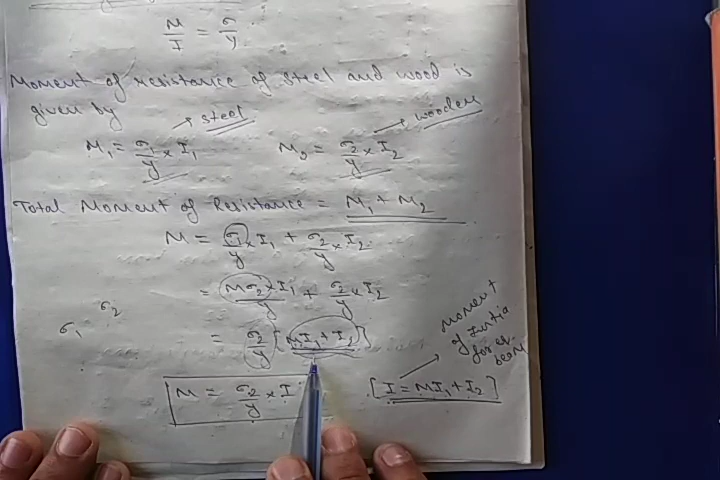 M/I = σ/y
Moment of resistance of steel and wood is
given by
M₁ = σ₁/y × I₁ → steel M₂ = σ₂/y × I₂ → wooden
Total Moment of Resistance = M₁ + M₂
M = σ₁/y × I₁ + σ₂/y × I₂
= mσ₂/y × I₁ + σ₂/y × I₂
σ₁ σ₂
= σ₂/y [mI₁ + I₂]
moment
of
for
M = σ₂/y × I [I = mI₁ + I₂]